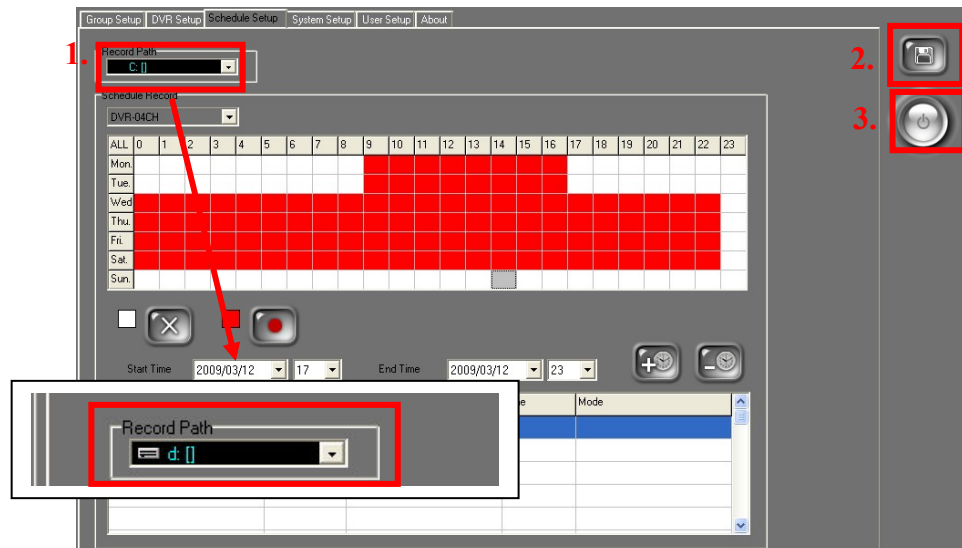 Group Setup DVR Setup Schedule Setup System Setup User Setup About
1.
Record Path
C: []
2.
3.
Schedule Record
DVR-04CH
ALL 0 1 2 3 4 5 6 7 8 9 10 11 12 13 14 15 16 17 18 19 20 21 22 23
Mon.
Tue.
Wed
Thu.
Fri.
Sat.
Sun.
Start Time 2009/03/12 17 End Time 2009/03/12 23
Mode
Record Path
d: []